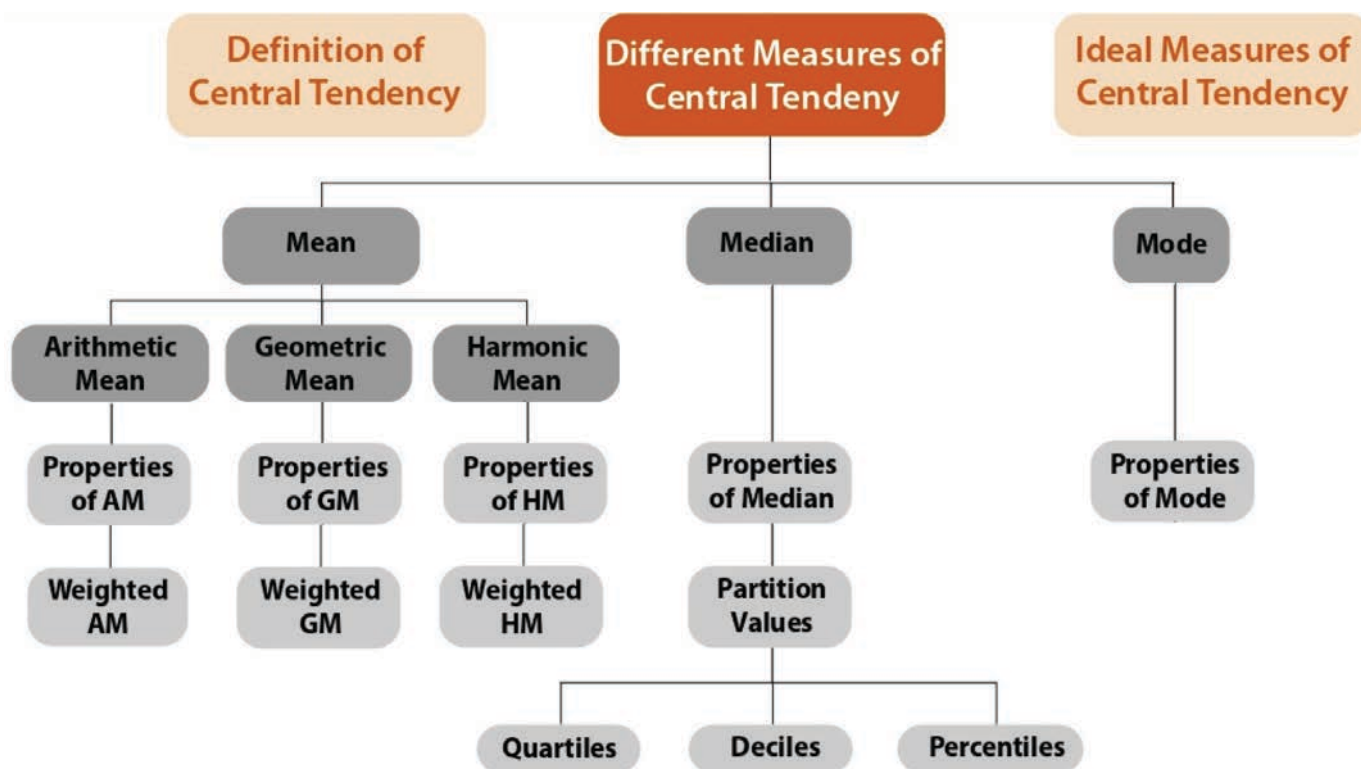 Definition of
Central Tendency
Different Measures of
Central Tendeny
Ideal Measures of
Central Tendency
Mean
Median
Mode
Arithmetic
Mean
Geometric
Mean
Harmonic
Mean
Properties
of AM
Properties
of GM
Properties
of HM
Properties
of Median
Properties
of Mode
Weighted
AM
Weighted
GM
Weighted
HM
Partition
Values
Quartiles
Deciles
Percentiles